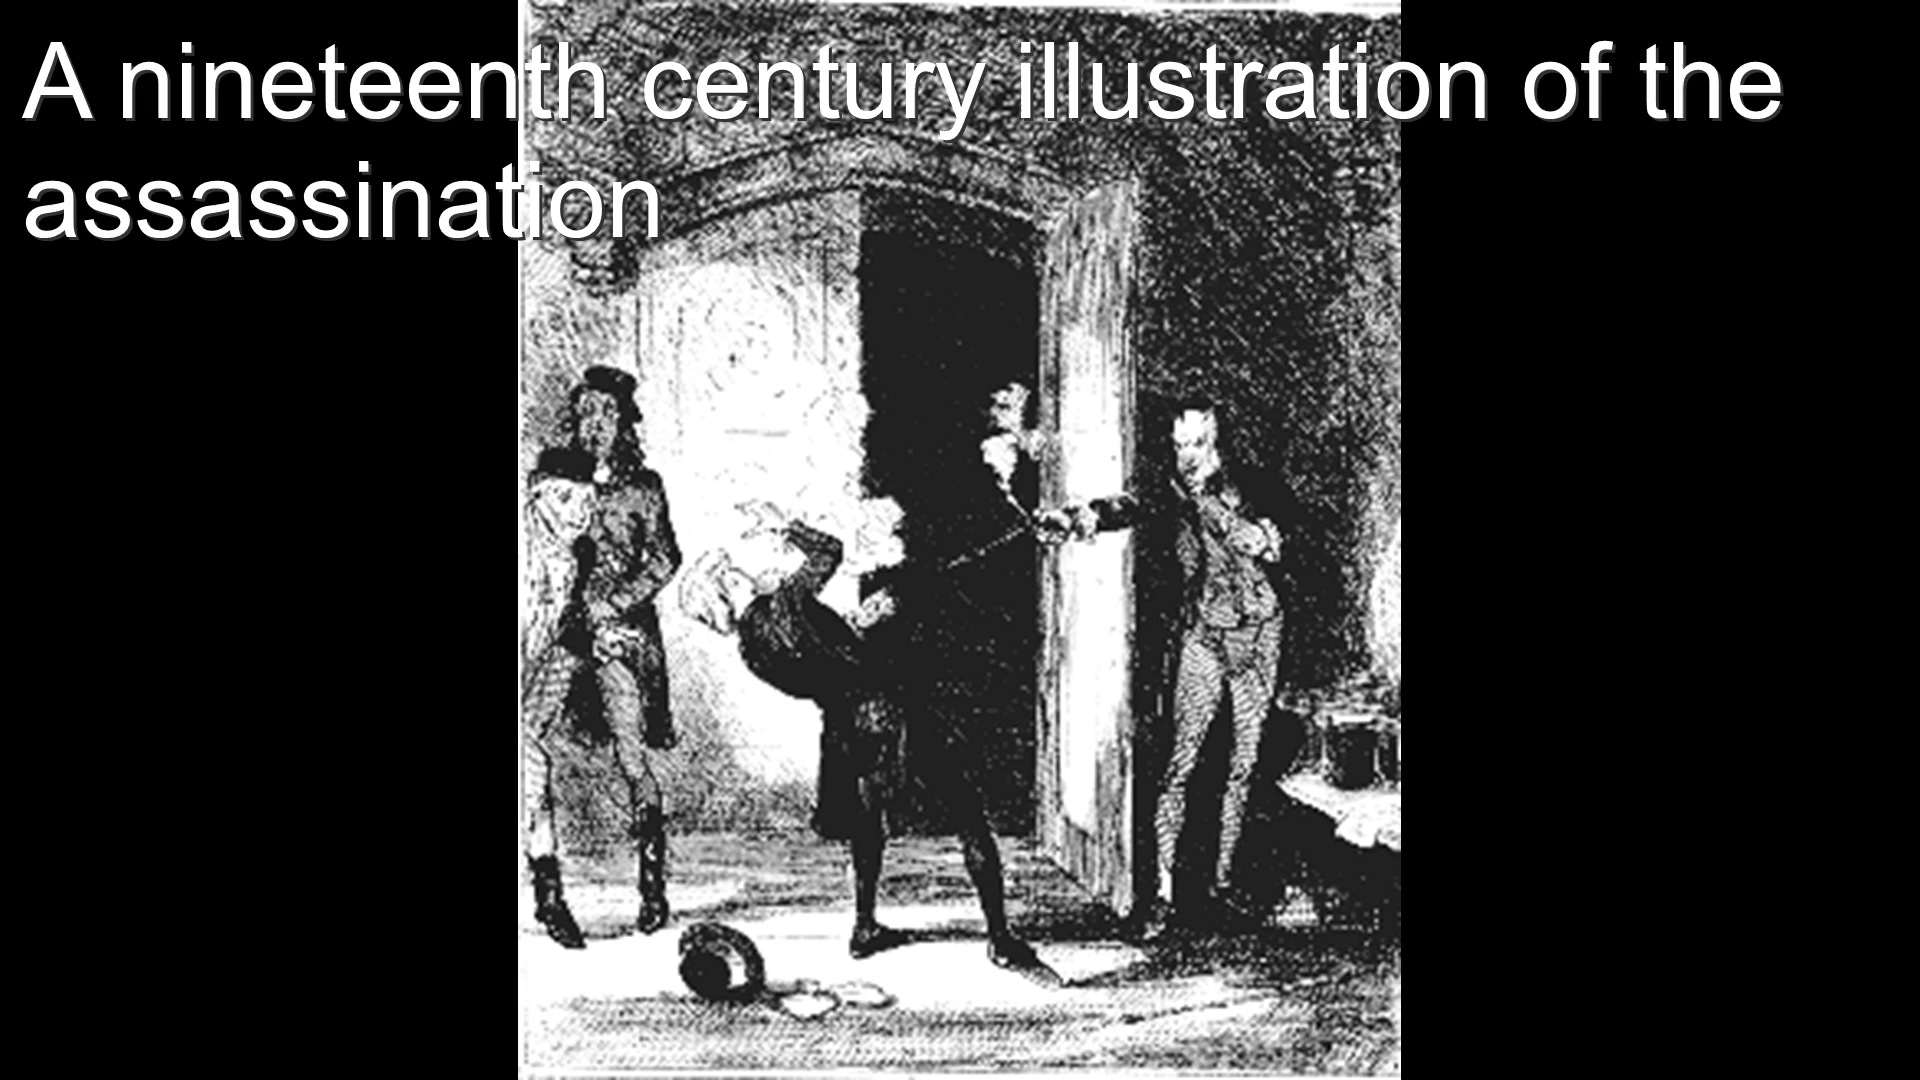 A nineteenth century illustration of the
assassination